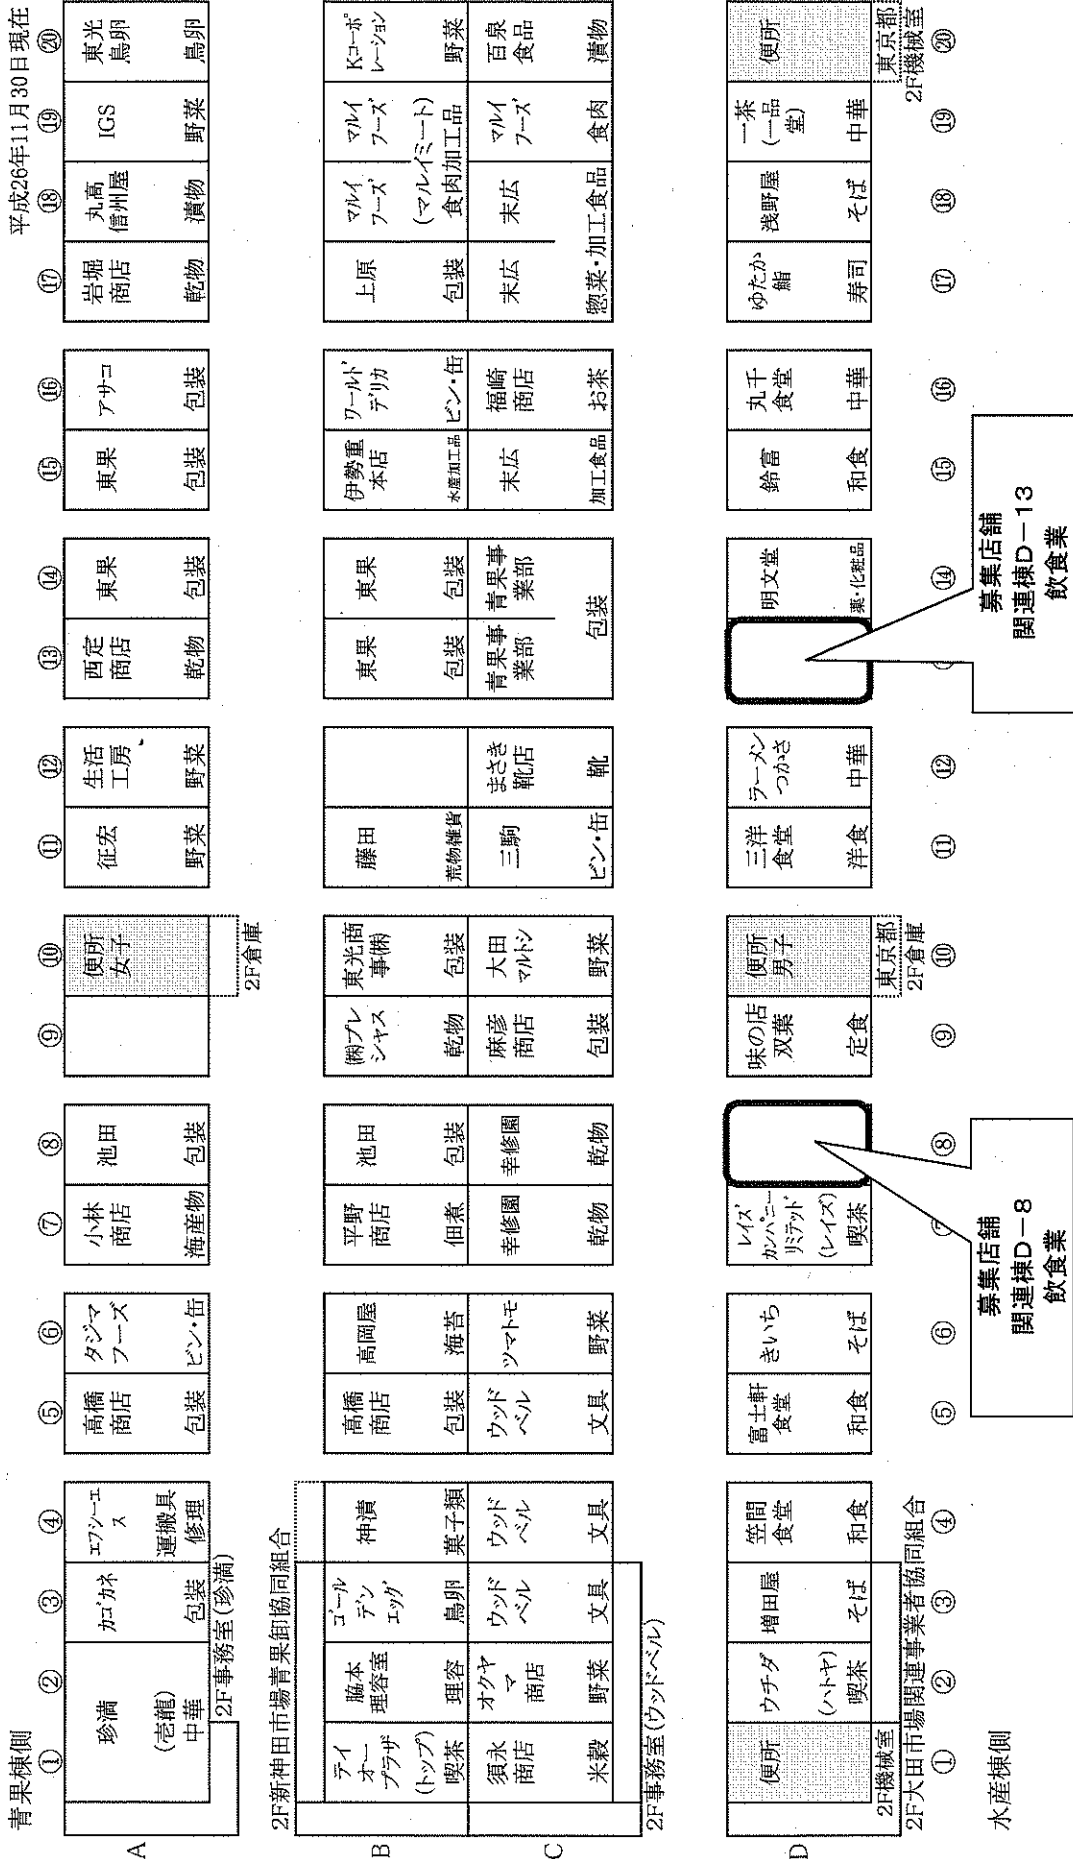 平成26年11月30日現在
青果棟側
① ② ③ ④ ⑤ ⑥ ⑦ ⑧ ⑨ ⑩ ⑪ ⑫ ⑬ ⑭ ⑮ ⑯ ⑰ ⑱ ⑲ ⑳
A
珍満
(壱龍)
中華
カゴカネ
包装
エフシーエ
ス
運搬具
修理
高橋
商店
包装
タジマ
フーズ
ビン・缶
小林
商店
海産物
池田
包装
便所
女子
征宏
野菜
生活
工房
野菜
西定
商店
乾物
東果
包装
東果
包装
アサコ
包装
岩堀
商店
乾物
丸高
信州屋
漬物
IGS
野菜
東光
鳥卵
鳥卵
2F事務室(珍満)
2F倉庫
2F新神田市場青果卸協同組合
B
テイ
オー
プラザ
(トップ)
喫茶
脇本
理容室
理容
ゴール
デン
エッグ
鳥卵
神漬
菓子類
高橋
商店
包装
高岡屋
海苔
平野
商店
佃煮
池田
包装
㈱プレ
シャス
乾物
東光商
事㈱
包装
藤田
荒物雑貨
東果
包装
東果
包装
伊勢重
本店
水産加工品
ワールド
デリカ
ビン・缶
上原
包装
マルイ
フーズ
マルイ
フーズ
(マルイミート)
食肉加工品
Kコーポ
レーション
野菜
C
須永
商店
米穀
オクヤ
マ
商店
野菜
ウッド
ベル
文具
ウッド
ベル
文具
ウッド
ベル
文具
ツマトモ
野菜
幸修園
乾物
幸修園
乾物
麻彦
商店
包装
大田
マルトシ
野菜
三駒
ビン・缶
まさき
靴店
靴
青果事
業部
青果事
業部
包装
末広
加工食品
福崎
商店
お茶
末広
末広
惣菜・加工食品
マルイ
フーズ
食肉
百泉
食品
漬物
2F事務室(ウッドベル)
D
便所
ウチダ
(ハトヤ)
喫茶
増田屋
そば
笠間
食堂
和食
富士軒
食堂
和食
きいち
そば
レイズ
カンパニー
リミテッド
(レイズ)
喫茶
味の店
双葉
定食
便所
男子
三洋
食堂
洋食
ラーメン
つかさ
中華
明文堂
薬・化粧品
鈴富
和食
丸千
食堂
中華
ゆたか
鮨
寿司
浅野屋
そば
一茶
(一品
堂)
中華
便所
2F機械室
2F大田市場関連事業者協同組合
東京都
2F倉庫
東京都
2F機械室
① ② ③ ④ ⑤ ⑥ ⑧ ⑨ ⑩ ⑪ ⑫ ⑭ ⑮ ⑯ ⑰ ⑱ ⑲ ⑳
水産棟側
募集店舗
関連棟D－8
飲食業
募集店舗
関連棟D－13
飲食業